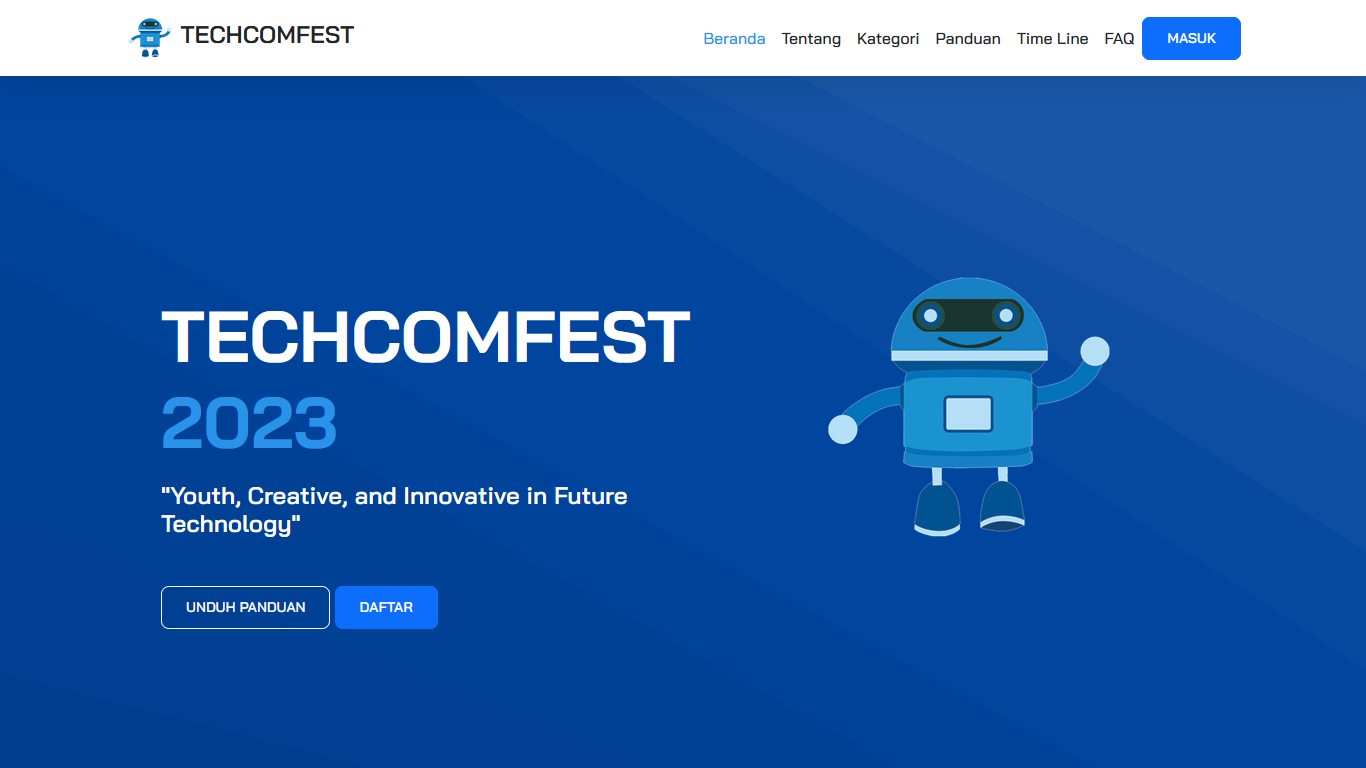 TECHCOMFEST
Beranda Tentang Kategori Panduan Time Line FAQ MASUK
TECHCOMFEST
2023
"Youth, Creative, and Innovative in Future
Technology"
UNDUH PANDUAN DAFTAR